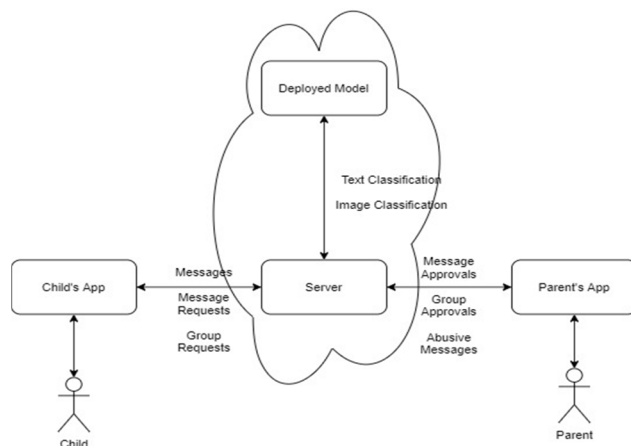 Deployed Model
Text Classification
Image Classification
Child's App
Messages
Message
Requests
Group
Requests
Server
Message
Approvals
Group
Approvals
Abusive
Messages
Parent's App
Child
Parent